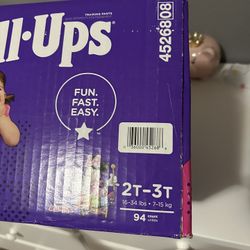 ll·Ups
TRAINING PANTS
4526808
FUN.
FAST.
EASY.
2T–3T
16-34 lbs • 7-15 kg
94